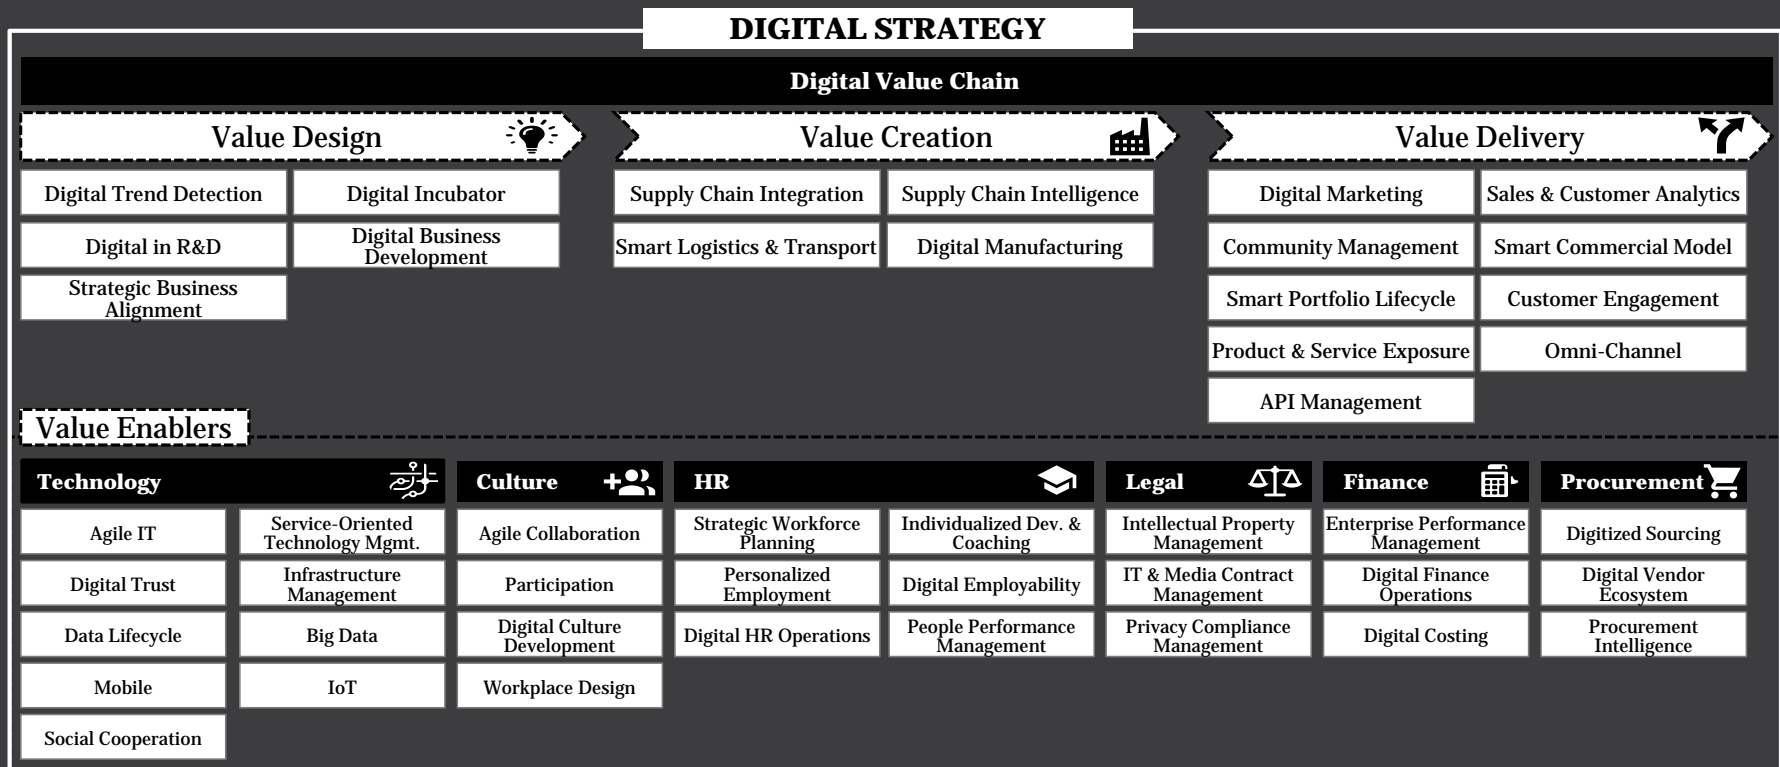 DIGITAL STRATEGY
Digital Value Chain
Value Design
Digital Trend Detection
Digital Incubator
Digital in R&D
Digital Business
Development
Strategic Business
Alignment
Value Creation
Supply Chain Integration
Supply Chain Intelligence
Smart Logistics & Transport
Digital Manufacturing
Value Delivery
Digital Marketing
Sales & Customer Analytics
Community Management
Smart Commercial Model
Smart Portfolio Lifecycle
Customer Engagement
Product & Service Exposure
Omni-Channel
API Management
Value Enablers
Technology
Agile IT
Service-Oriented
Technology Mgmt.
Digital Trust
Infrastructure
Management
Data Lifecycle
Big Data
Mobile
IoT
Social Cooperation
Culture
Agile Collaboration
Participation
Digital Culture
Development
Workplace Design
HR
Strategic Workforce
Planning
Individualized Dev. &
Coaching
Personalized
Employment
Digital Employability
Digital HR Operations
People Performance
Management
Legal
Intellectual Property
Management
IT & Media Contract
Management
Privacy Compliance
Management
Finance
Enterprise Performance
Management
Digital Finance
Operations
Digital Costing
Procurement
Digitized Sourcing
Digital Vendor
Ecosystem
Procurement
Intelligence